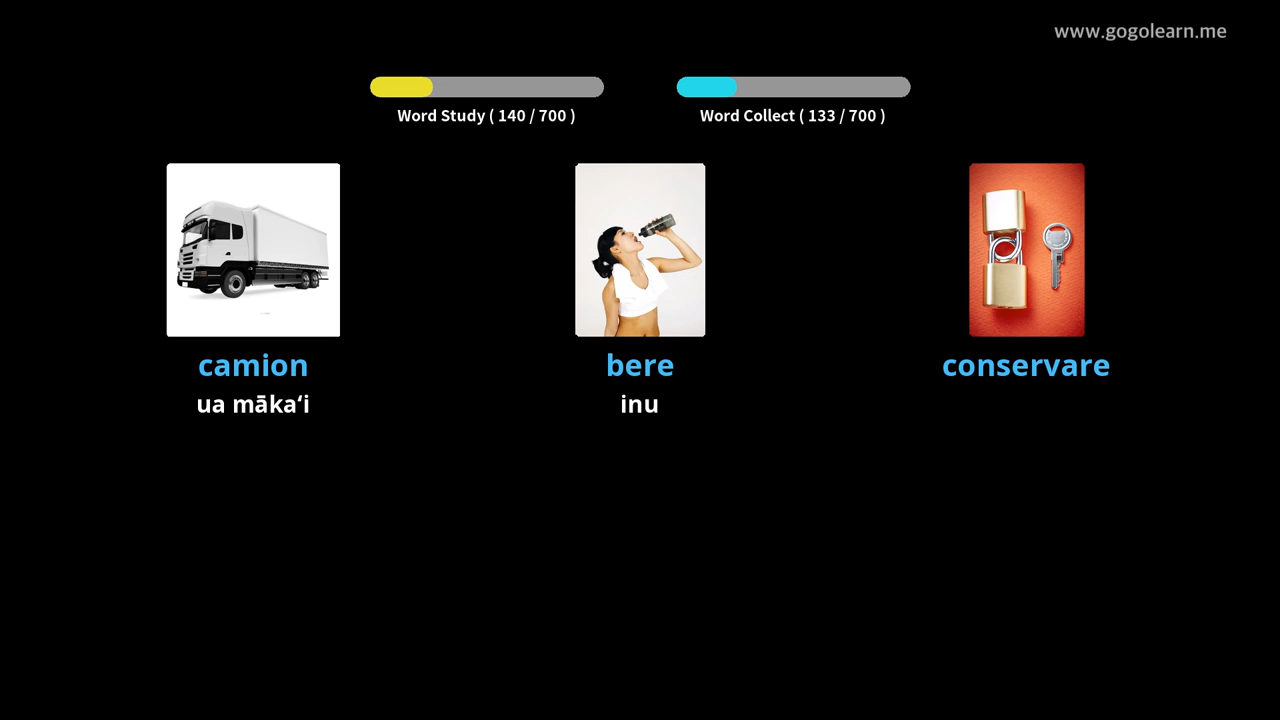 www.gogolearn.me
Word Study ( 140 / 700 )
Word Collect ( 133 / 700 )
camion
bere
conservare
ua mākaʻi
inu